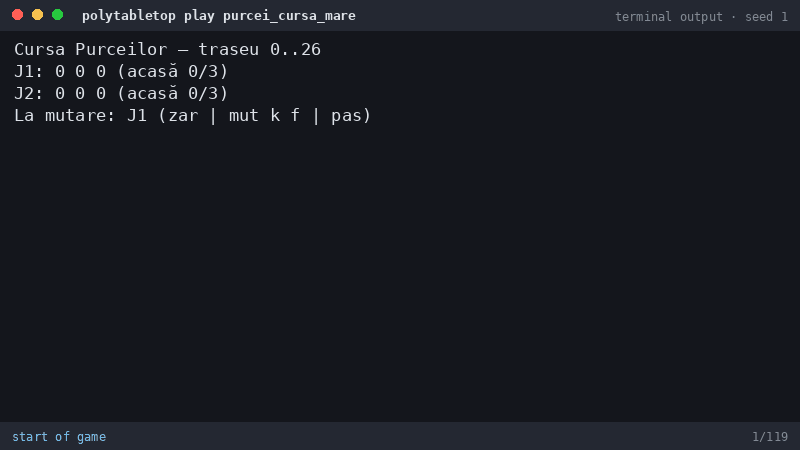 polytabletop play purcei_cursa_mare
terminal output · seed 1
Cursa Purceilor — traseu 0..26
J1: 0 0 0 (acasă 0/3)
J2: 0 0 0 (acasă 0/3)
La mutare: J1 (zar | mut k f | pas)
start of game
1/119